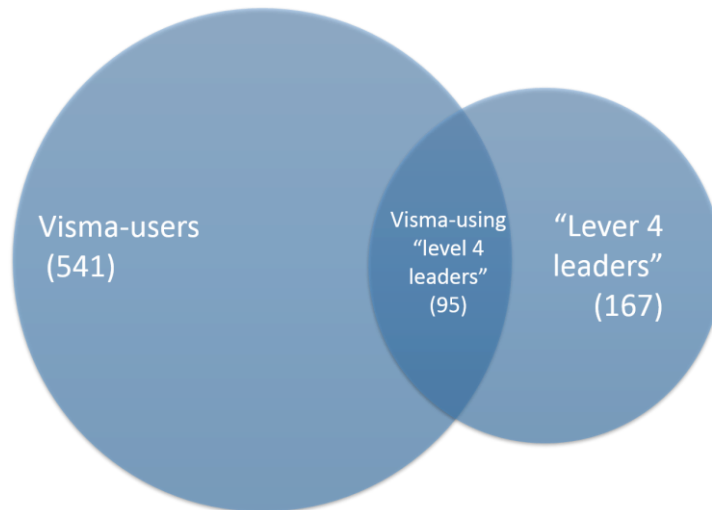 Visma-users
(541)
Visma-using
“level 4
leaders”
(95)
“Lever 4
leaders”
(167)